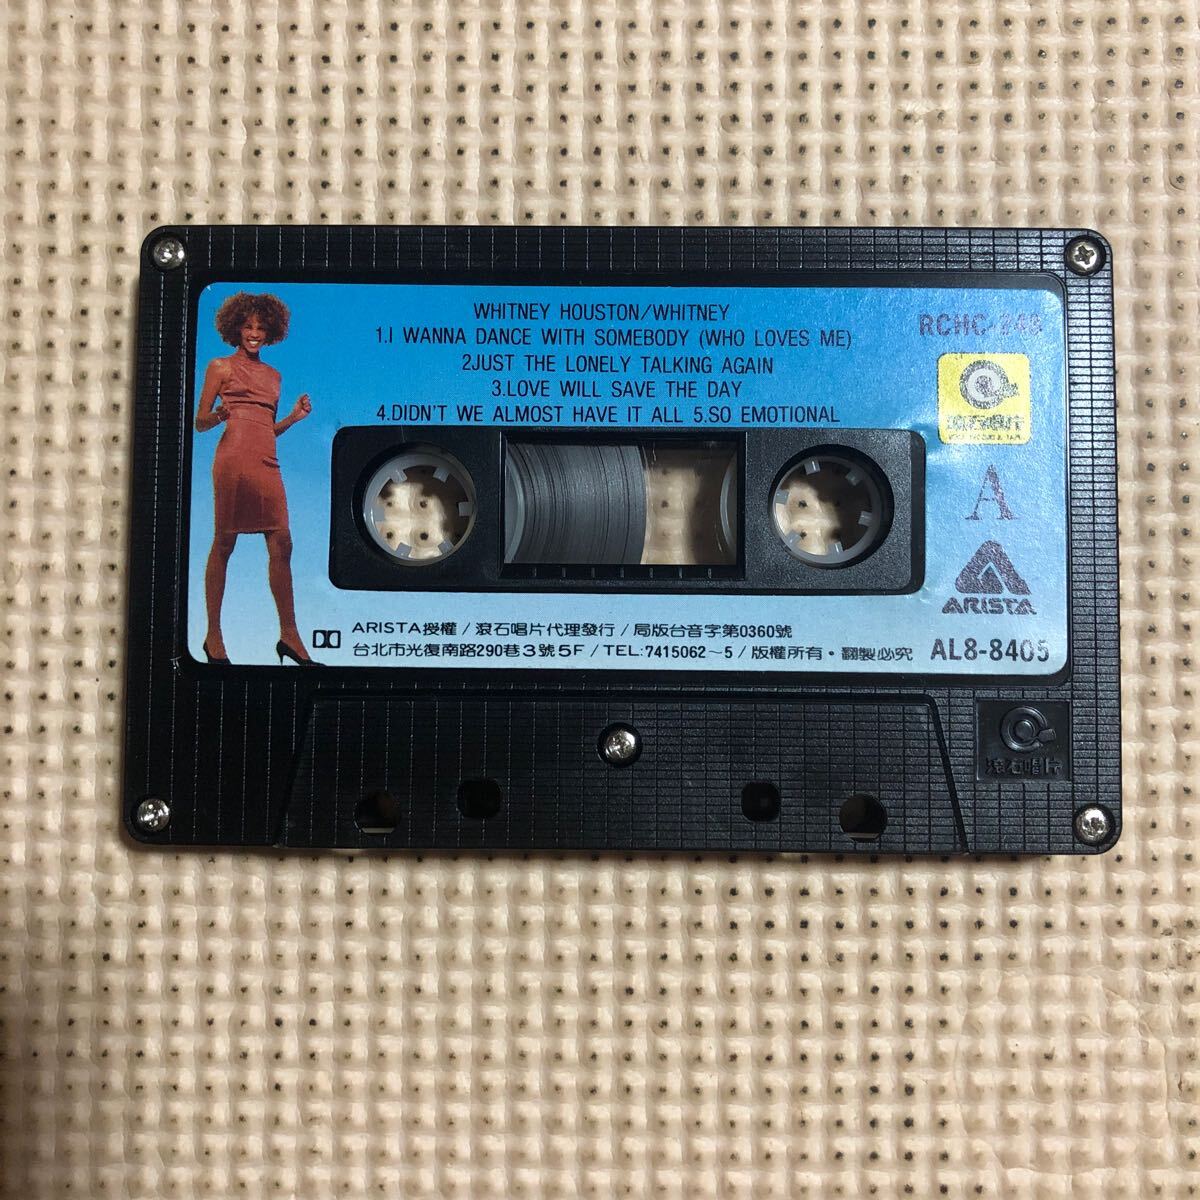 WHITNEY HOUSTON/WHITNEY
1.I WANNA DANCE WITH SOMEBODY (WHO LOVES ME)
2JUST THE LONELY TALKING AGAIN
3.LOVE WILL SAVE THE DAY
4.DIDN'T WE ALMOST HAVE IT ALL 5.SO EMOTIONAL
滾石唱片
A
ARISTA
AL8-8405
ARISTA授權/滾石唱片代理發行/局版台音字第0360號
台北市光復南路290巷3號5F/TEL:7415062~5/版權所有・翻製必究
滾石唱片